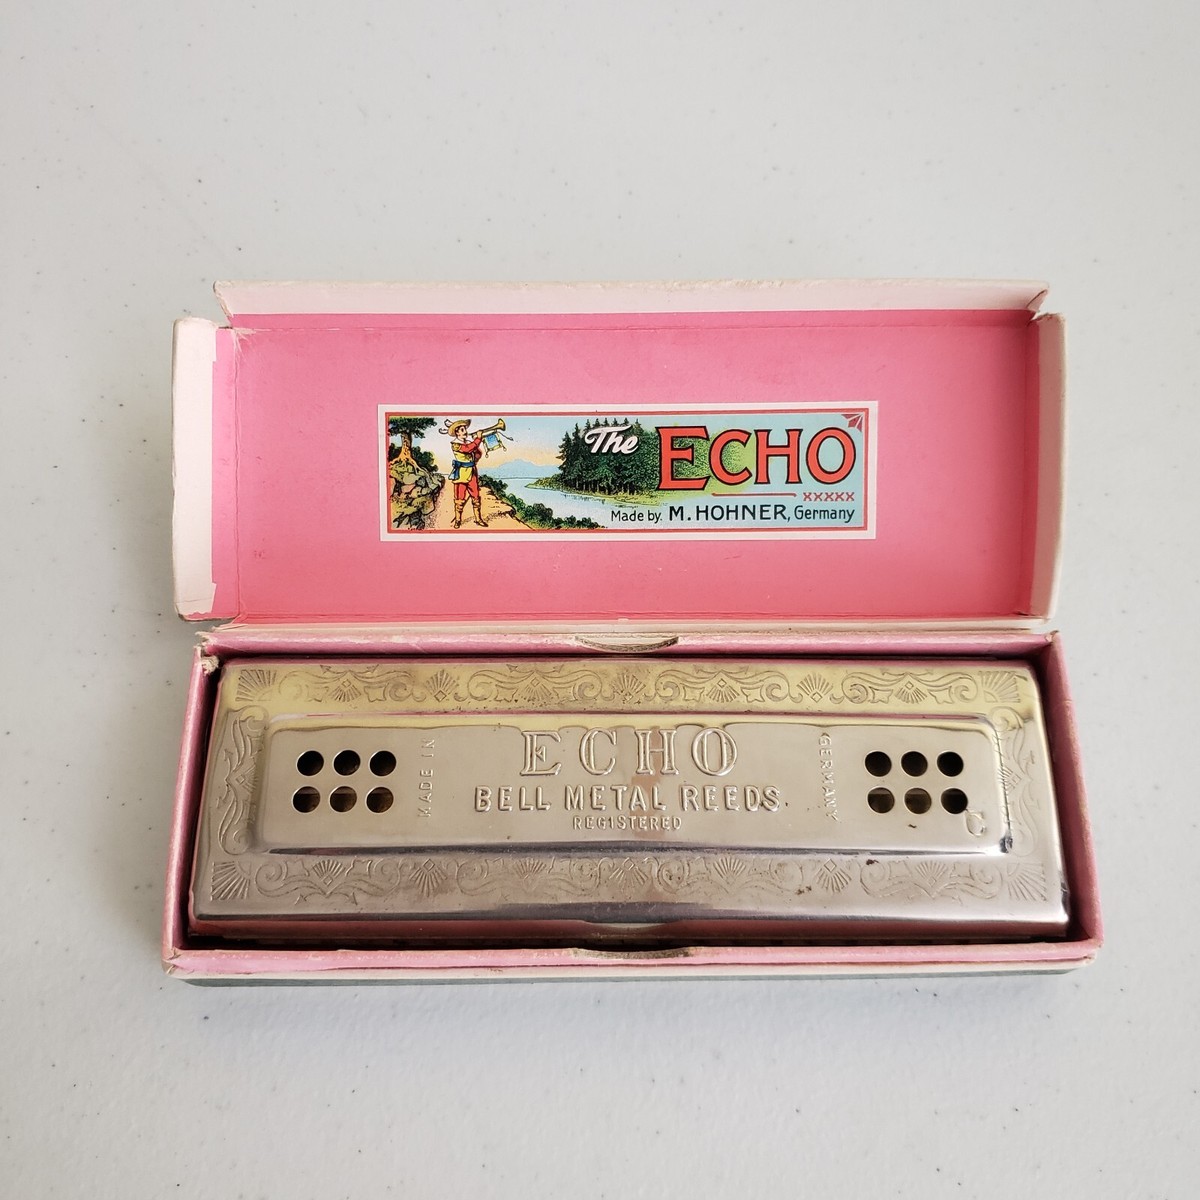 The ECHO
xxxxx
Made by M. HOHNER, Germany
ECHO
MADE IN
GERMANY
BELL METAL REEDS
REGISTERED
C